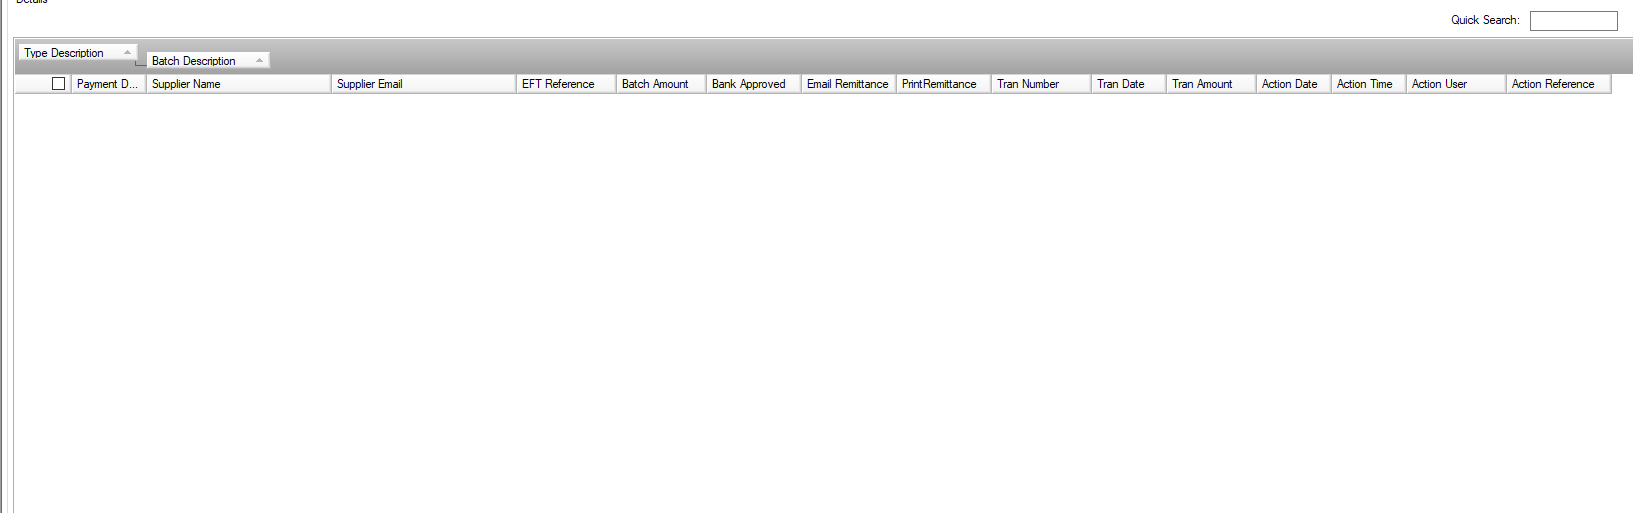 Details
Quick Search:
Type Description
Batch Description
Payment D... Supplier Name Supplier Email EFT Reference Batch Amount Bank Approved Email Remittance PrintRemittance Tran Number Tran Date Tran Amount Action Date Action Time Action User Action Reference